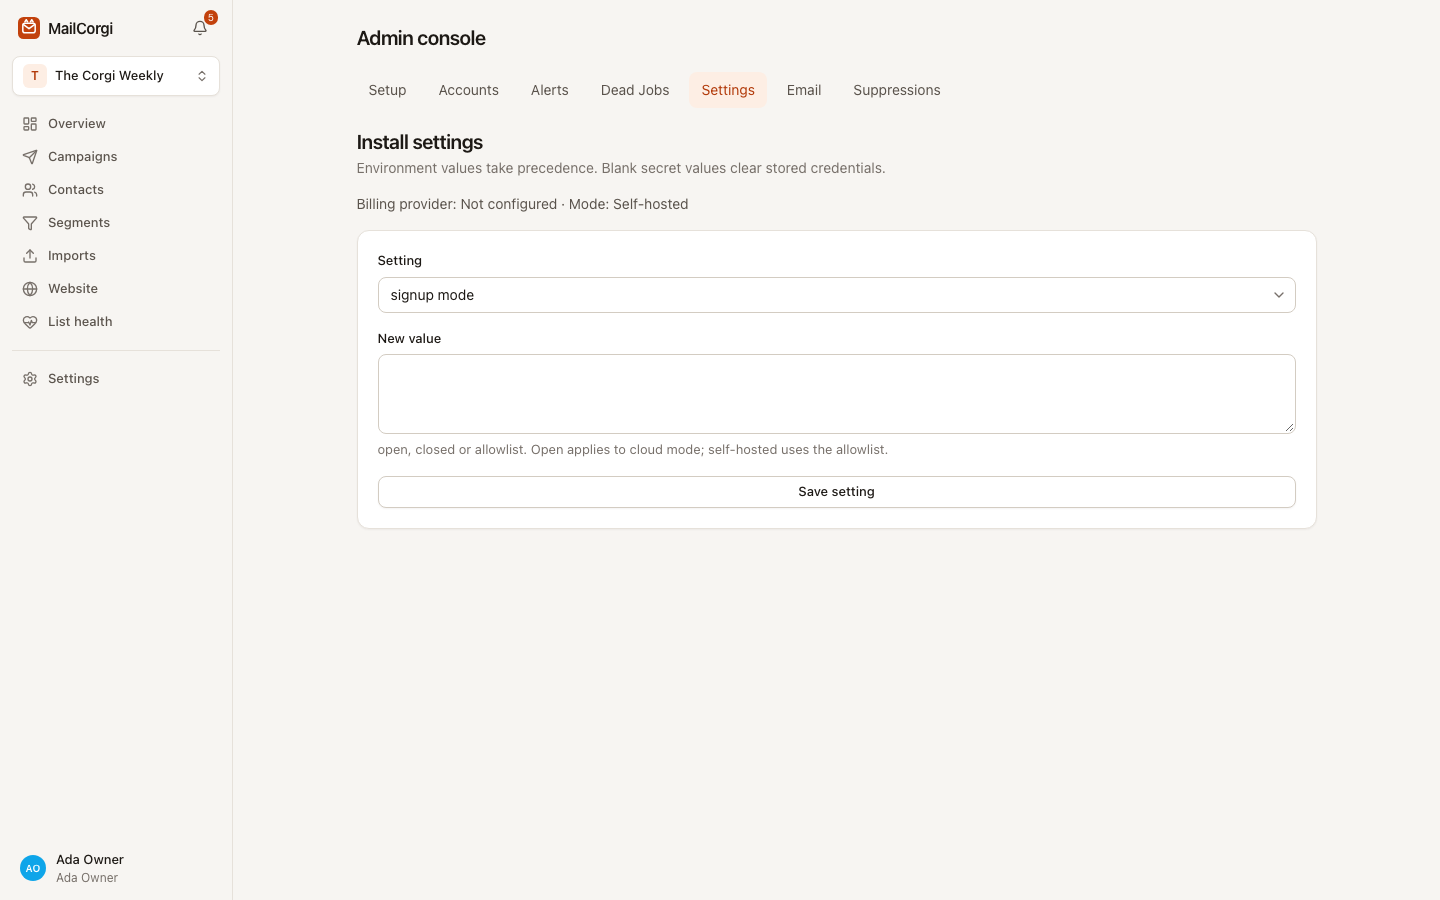 MailCorgi
5
T
The Corgi Weekly
Overview
Campaigns
Contacts
Segments
Imports
Website
List health
Settings
AO
Ada Owner
Ada Owner
Admin console
Setup Accounts Alerts Dead Jobs Settings Email Suppressions
Install settings
Environment values take precedence. Blank secret values clear stored credentials.
Billing provider: Not configured · Mode: Self-hosted
Setting
signup mode
New value
open, closed or allowlist. Open applies to cloud mode; self-hosted uses the allowlist.
Save setting